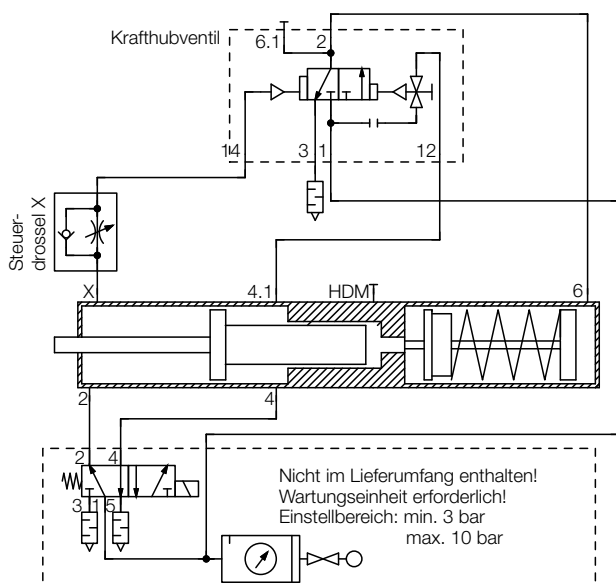 Krafthubventil
6.1
2
14
3
1
12
Steuer-
drossel X
X
4.1
HDM
6
2
4
2
4
3
1
5
Nicht im Lieferumfang enthalten!
Wartungseinheit erforderlich!
Einstellbereich: min. 3 bar
max. 10 bar